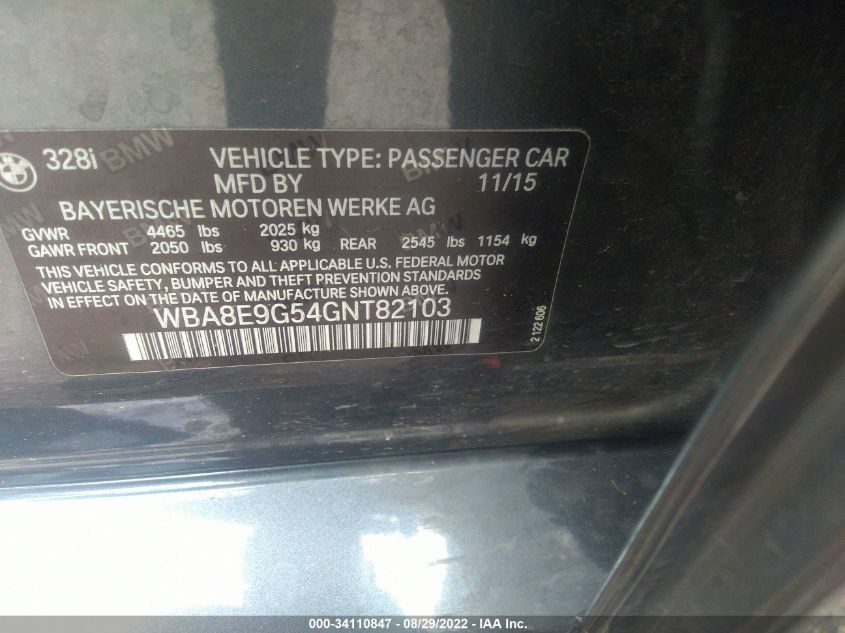 328i VEHICLE TYPE: PASSENGER CAR
MFD BY 11/15
BAYERISCHE MOTOREN WERKE AG
GVWR 4465 lbs 2025 kg
GAWR FRONT 2050 lbs 930 kg REAR 2545 lbs 1154 kg
THIS VEHICLE CONFORMS TO ALL APPLICABLE U.S. FEDERAL MOTOR
VEHICLE SAFETY, BUMPER AND THEFT PREVENTION STANDARDS
IN EFFECT ON THE DATE OF MANUFACTURE SHOWN ABOVE.
WBA8E9G54GNT82103
2 122 606
000-34110847 - 08/29/2022 - IAA Inc.